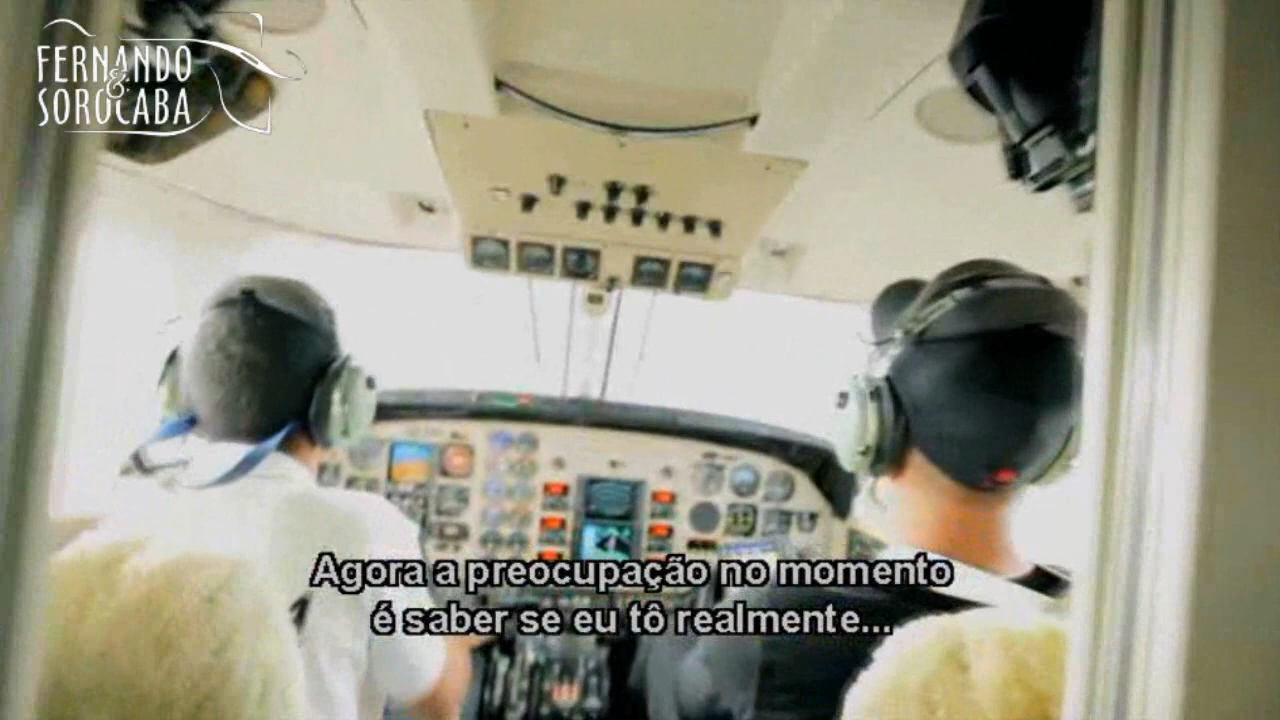 FERNANDO
&
SOROCABA
Agora a preocupação no momento
é saber se eu tô realmente...